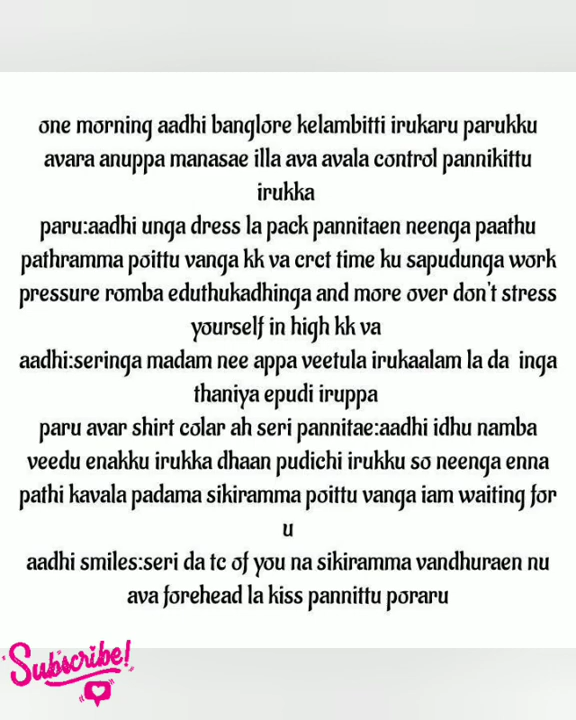 one morning aadhi banglore kelambitti irukaru parukku
avara anuppa manasae illa ava avala control pannikittu
irukka
paru:aadhi unga dress la pack pannitaen neenga paathu
pathramma poittu vanga kk va crct time ku sapudunga work
pressure romba eduthukadhinga and more over don't stress
yourself in high kk va
aadhi:seringa madam nee appa veetula irukaalam la da inga
thaniya epudi iruppa
paru avar shirt colar ah seri pannitae:aadhi idhu namba
veedu enakku irukka dhaan pudichi irukku so neenga enna
pathi kavala padama sikiramma poittu vanga iam waiting for
u
aadhi smiles:seri da tc of you na sikiramma vandhuraen nu
ava forehead la kiss pannittu poraru
Subscribe!